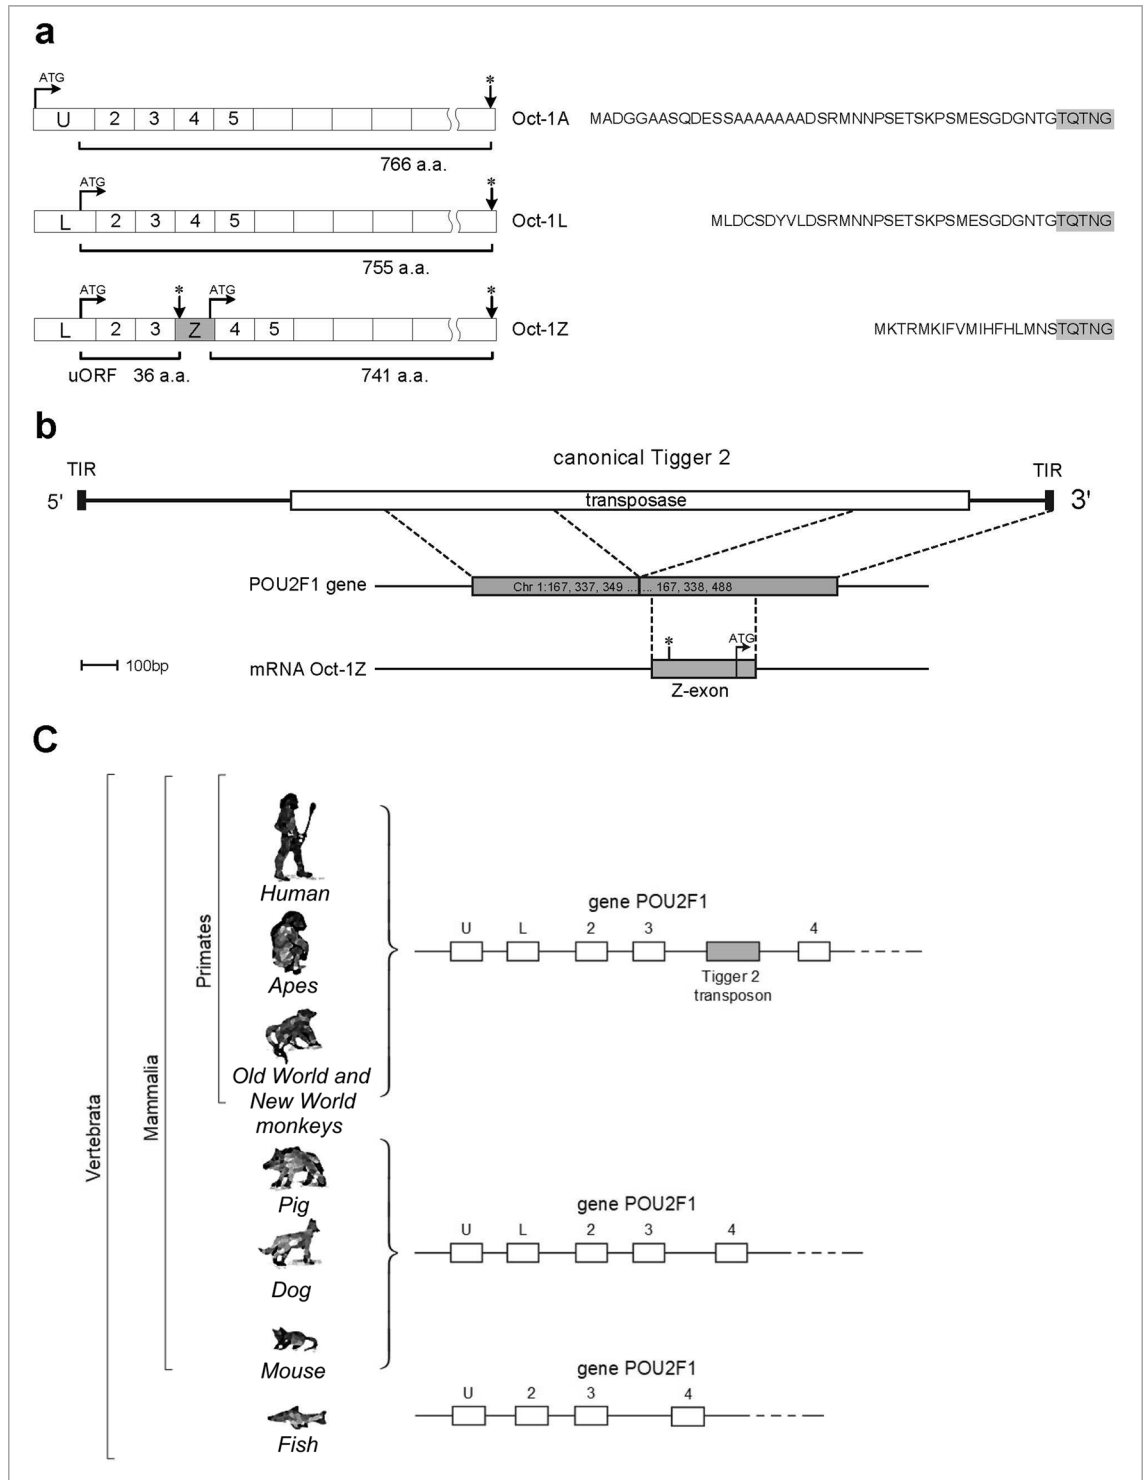 a
ATG *
U 2 3 4 5 Oct-1A MADGGAASQDESSAAAAAAADSRMNNPSETSKPSMESGDGNTGTQTNG
766 a.a.
ATG *
L 2 3 4 5 Oct-1L MLDCSDYVLDSRMNNPSETSKPSMESGDGNTGTQTNG
755 a.a.
ATG * ATG *
L 2 3 Z 4 5 Oct-1Z MKTRMKIFVMIHFHLMNSTQTNG
uORF 36 a.a. 741 a.a.
b
canonical Tigger 2
TIR TIR
5' transposase 3'
POU2F1 gene Chr 1:167, 337, 349 ...... 167, 338, 488
* ATG
100bp mRNA Oct-1Z
Z-exon
C
Vertebrata
Mammalia
Primates
Human
Apes
Old World and
New World
monkeys
gene POU2F1
U L 2 3 4
Tigger 2
transposon
Pig
Dog
Mouse
gene POU2F1
U L 2 3 4
Fish
gene POU2F1
U 2 3 4